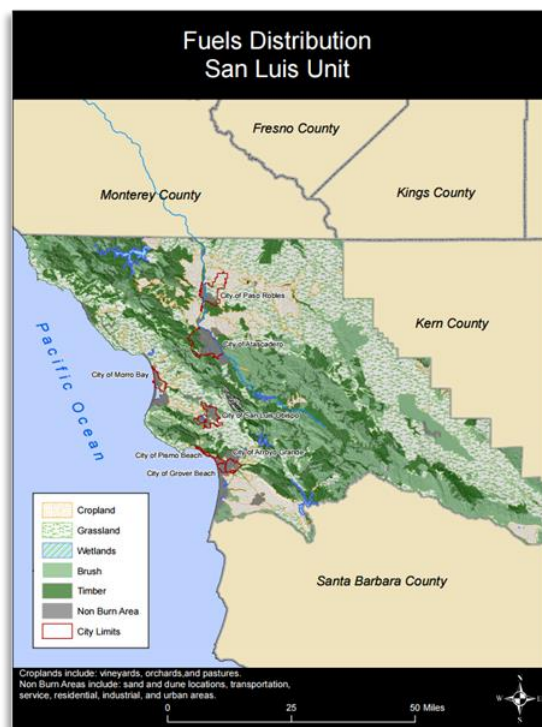 Fuels Distribution
San Luis Unit
Fresno County
Monterey County
Kings County
City of Paso Robles
Kern County
City of Atascadero
Pacific Ocean
City of Morro Bay
City of San Luis Obispo
City of Pismo Beach
City of Arroyo Grande
City of Grover Beach
Cropland
Grassland
Wetlands
Brush
Timber
Non Burn Area
City Limits
Santa Barbara County
Croplands include: vineyards, orchards,and pastures.
Non Burn Areas include: sand and dune locations, transportation,
service, residential, industrial, and urban areas.
N
W
E
S
0 25 50 Miles